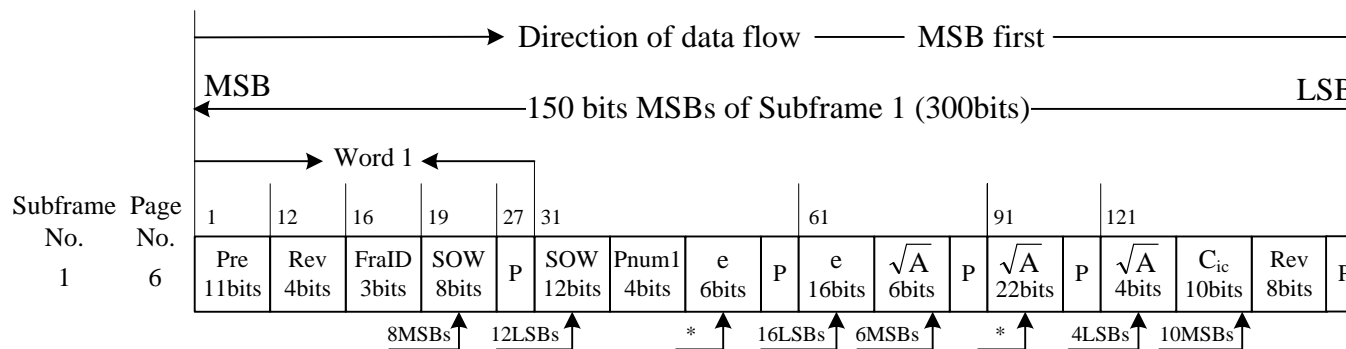 Direction of data flow MSB first
MSB LSB
150 bits MSBs of Subframe 1 (300bits)
Word 1
Subframe Page
No. No.
1 6
1 12 16 19 27 31 61 91 121
Pre Rev FraID SOW P SOW Pnum1 e P e √A P √A P √A Cic Rev P
11bits 4bits 3bits 8bits 12bits 4bits 6bits 16bits 6bits 22bits 4bits 10bits 8bits
8MSBs 12LSBs * 16LSBs 6MSBs * 4LSBs 10MSBs